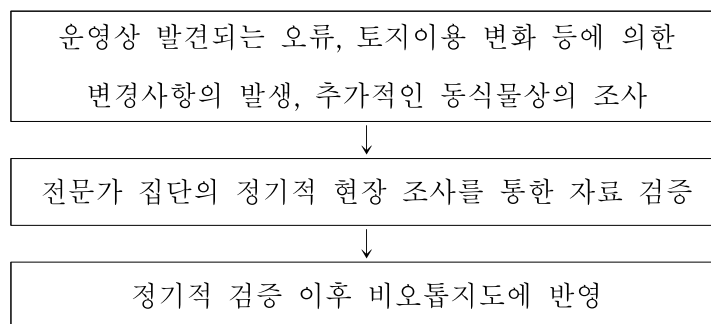 운영상 발견되는 오류, 토지이용 변화 등에 의한
변경사항의 발생, 추가적인 동식물상의 조사
전문가 집단의 정기적 현장 조사를 통한 자료 검증
정기적 검증 이후 비오톱지도에 반영